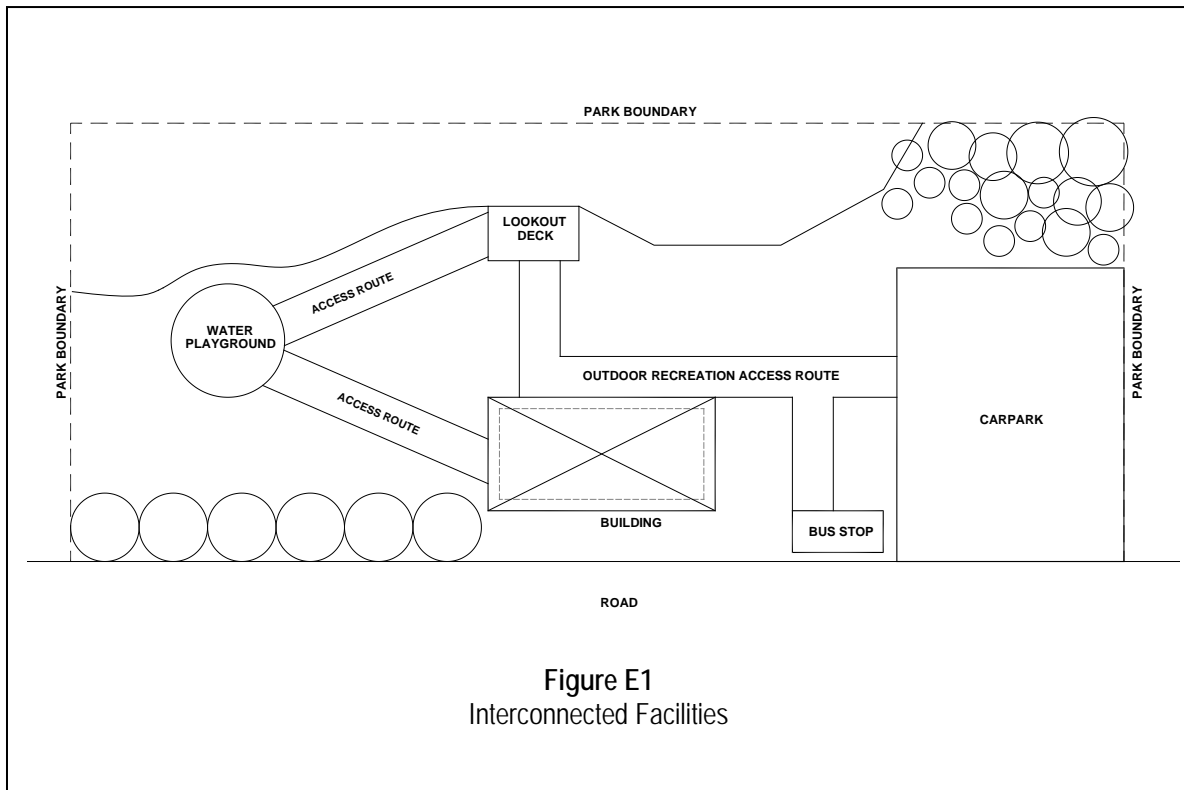 PARK BOUNDARY
LOOKOUT
DECK
ACCESS ROUTE
PARK BOUNDARY
WATER
PLAYGROUND
PARK BOUNDARY
OUTDOOR RECREATION ACCESS ROUTE
ACCESS ROUTE
CARPARK
BUILDING
BUS STOP
ROAD
Figure E1
Interconnected Facilities